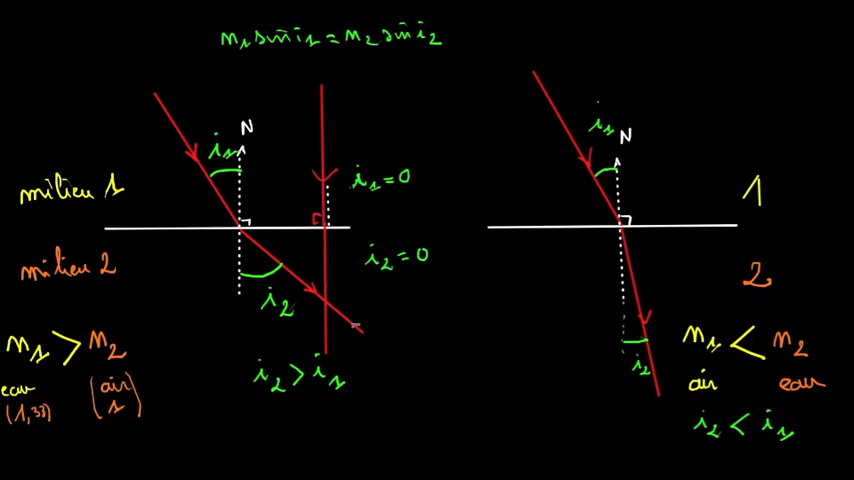 n₁ sin i₁ = n₂ sin i₂
N
i₁
milieu 1
i₁ = 0
milieu 2
i₂ = 0
i₂
n₁ > n₂
eau
(1,33)
(air
1)
i₂ > i₁
i₁
N
1
2
i₂
n₁ < n₂
air
eau
i₂ < i₁